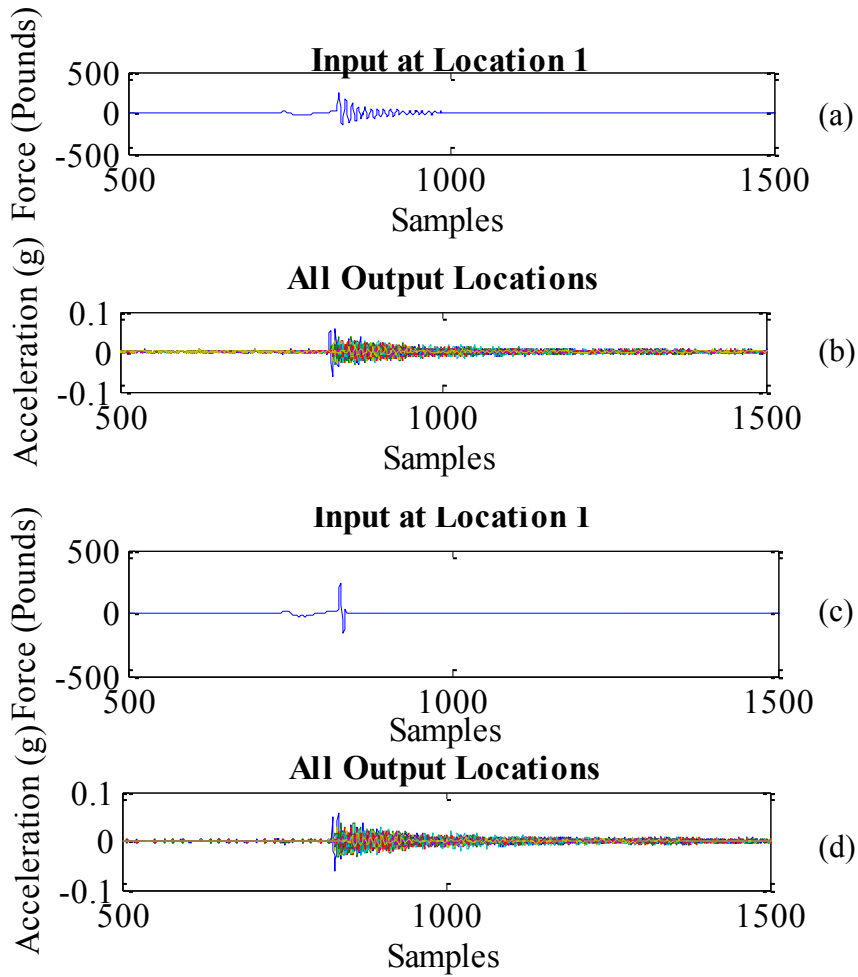 Input at Location 1
Force (Pounds)
500
0
-500
500 1000 1500
Samples
(a)
All Output Locations
Acceleration (g)
0.1
0
-0.1
500 1000 1500
Samples
(b)
Input at Location 1
Force (Pounds)
500
0
-500
500 1000 1500
Samples
(c)
All Output Locations
Acceleration (g)
0.1
0
-0.1
500 1000 1500
Samples
(d)